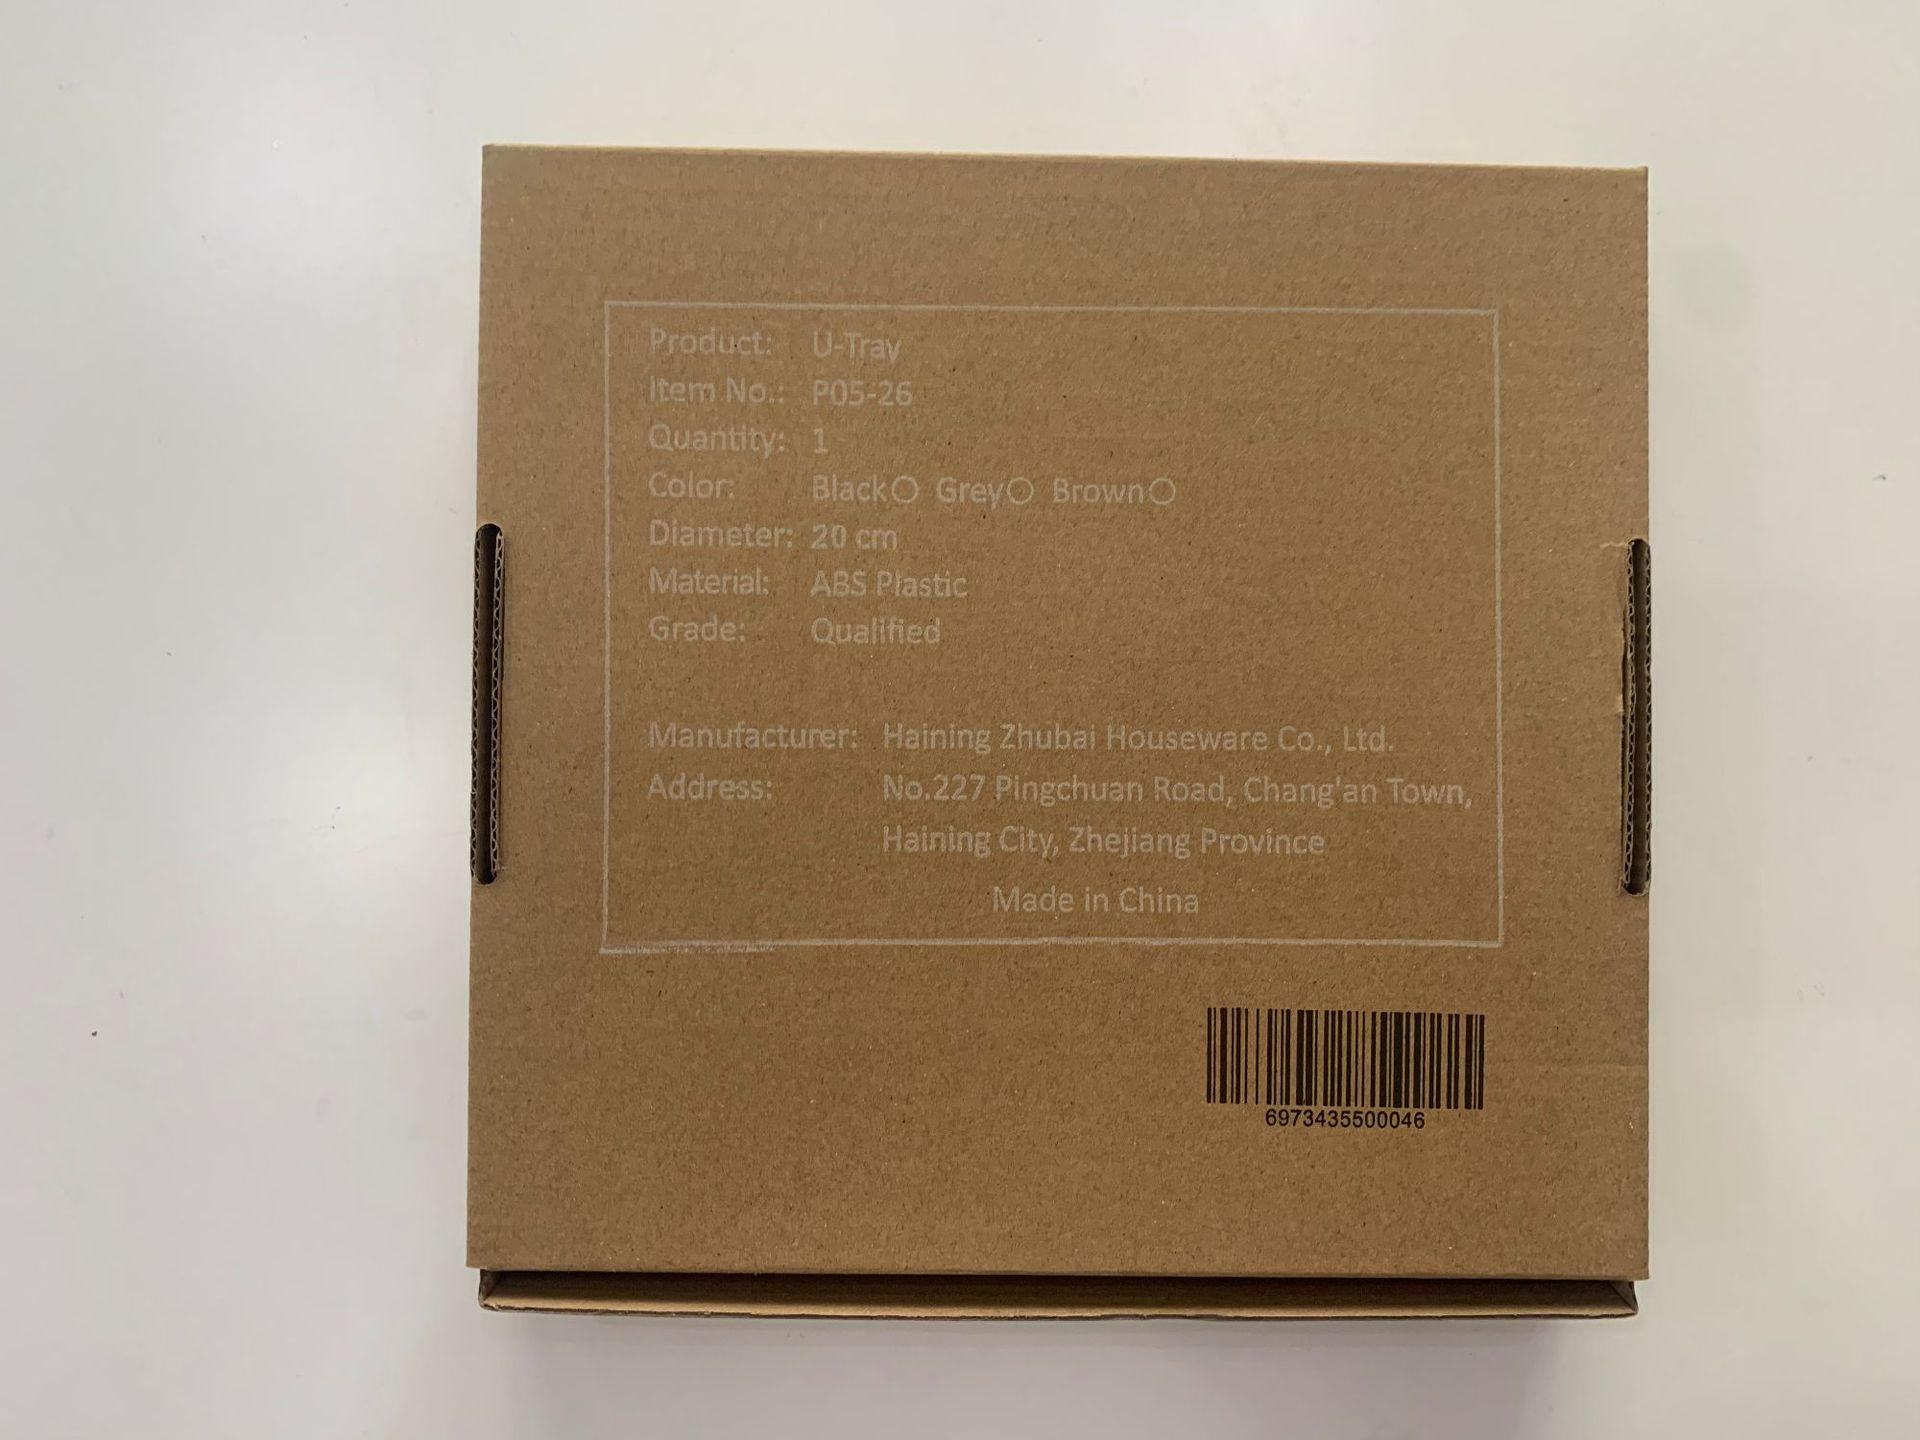 Product: U-Tray
Item No.: P05-26
Quantity: 1
Color: Black○ Grey○ Brown○
Diameter: 20 cm
Material: ABS Plastic
Grade: Qualified
Manufacturer: Haining Zhubai Houseware Co., Ltd.
Address: No.227 Pingchuan Road, Chang'an Town,
Haining City, Zhejiang Province
Made in China
6973435500046